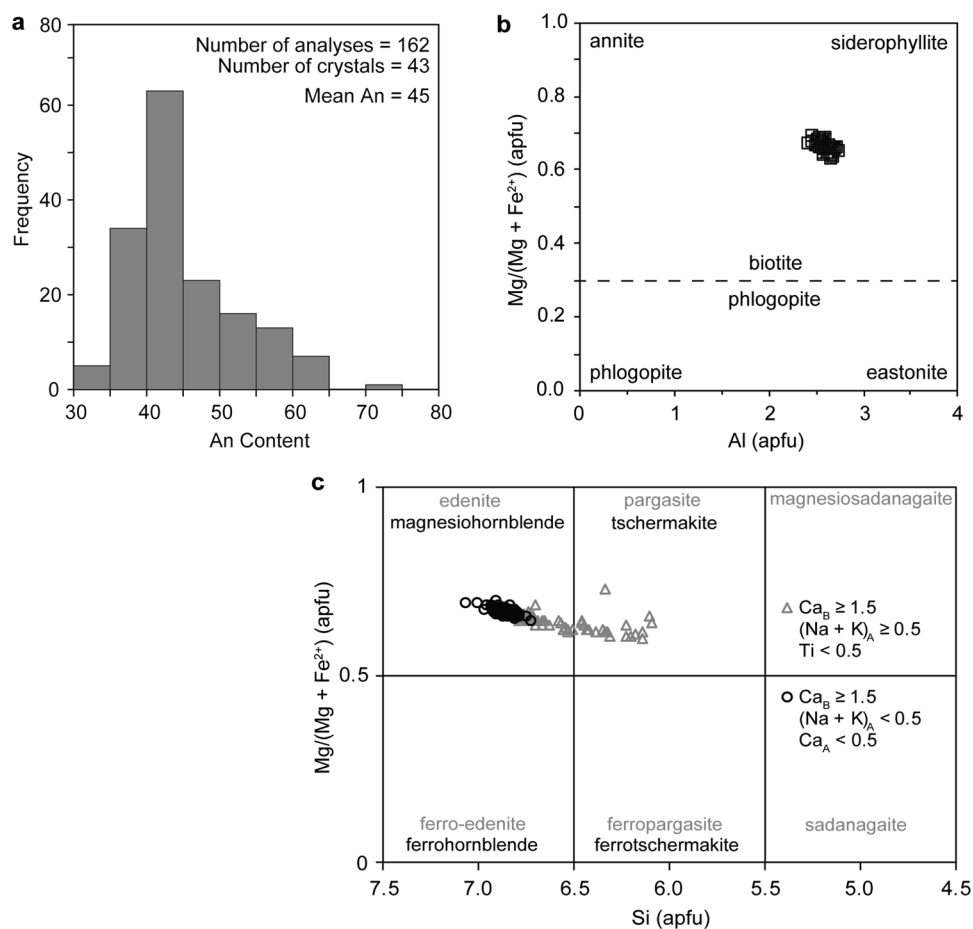 a
Number of analyses = 162
Number of crystals = 43
Mean An = 45
Frequency
80
60
40
20
0
30 40 50 60 70 80
An Content
b
annite siderophyllite
biotite
phlogopite
phlogopite eastonite
Mg/(Mg + Fe²⁺) (apfu)
1.0
0.8
0.6
0.4
0.2
0.0
0 1 2 3 4
Al (apfu)
c
edenite pargasite magnesiosadanagaite
magnesiohornblende tschermakite
Ca_B ≥ 1.5
(Na + K)_A ≥ 0.5
Ti < 0.5
Ca_B ≥ 1.5
(Na + K)_A < 0.5
Ca_A < 0.5
ferro-edenite ferropargasite sadanagaite
ferrohornblende ferrotschermakite
Mg/(Mg + Fe²⁺) (apfu)
1
0.5
0
7.5 7.0 6.5 6.0 5.5 5.0 4.5
Si (apfu)